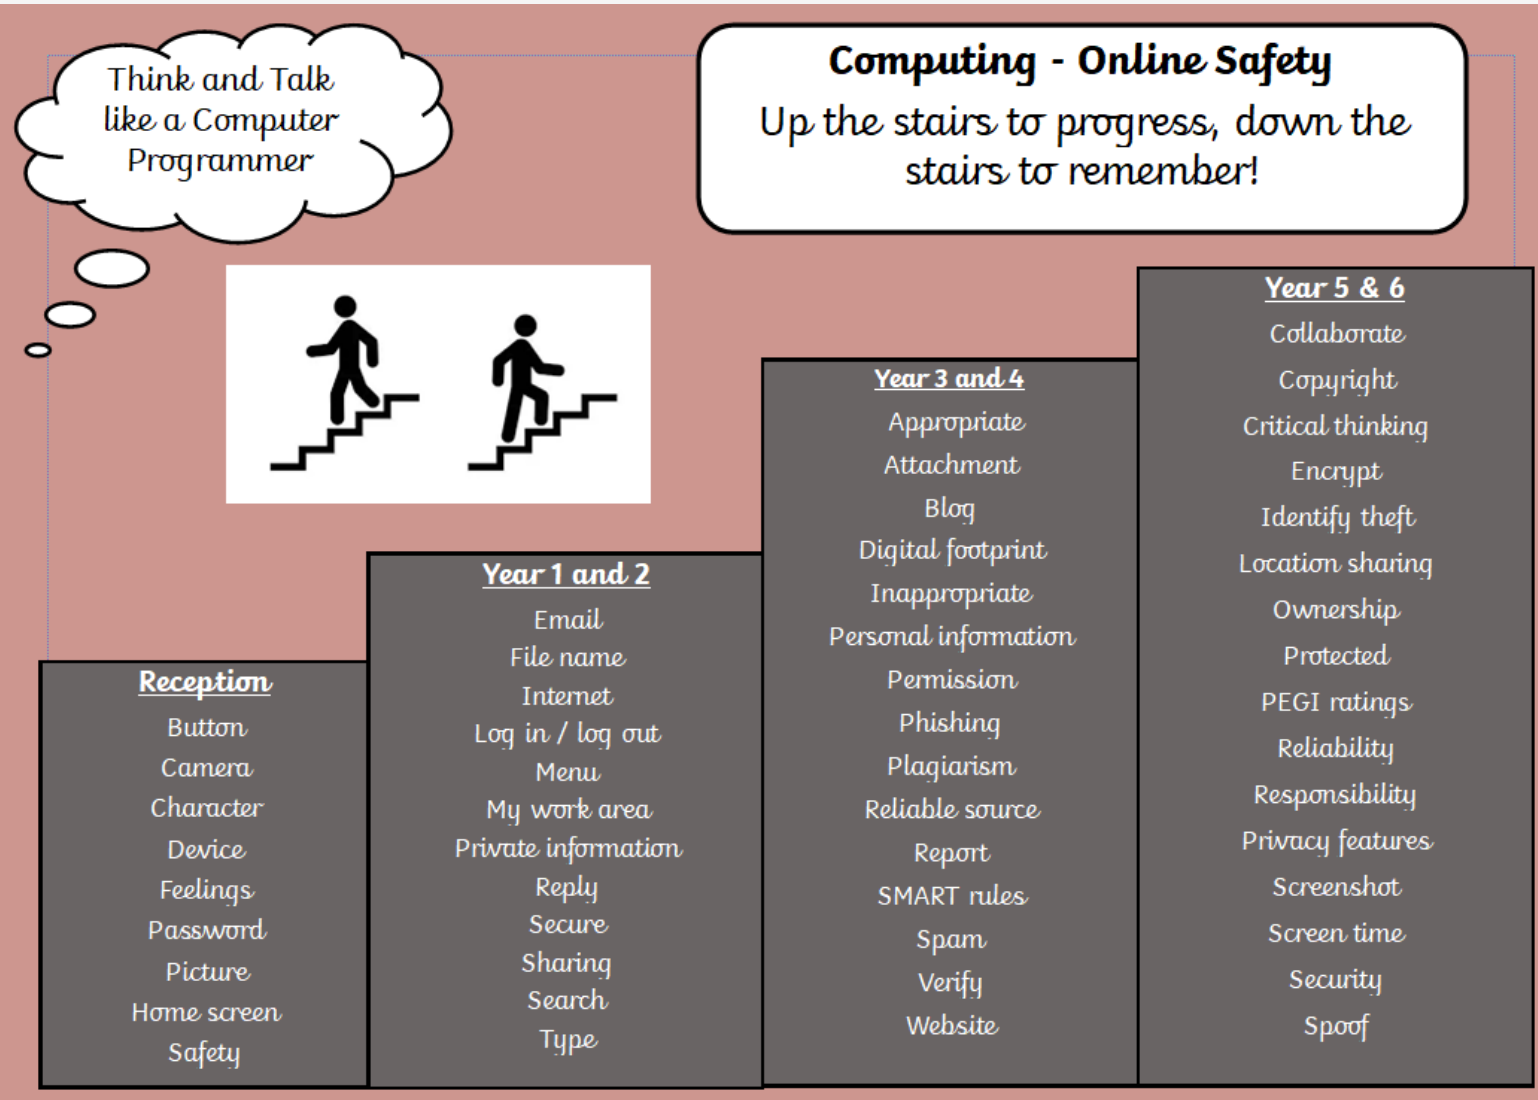 Think and Talk
like a Computer
Programmer
Computing - Online Safety
Up the stairs to progress, down the
stairs to remember!
Reception
Button
Camera
Character
Device
Feelings
Password
Picture
Home screen
Safety
Year 1 and 2
Email
File name
Internet
Log in / log out
Menu
My work area
Private information
Reply
Secure
Sharing
Search
Type
Year 3 and 4
Appropriate
Attachment
Blog
Digital footprint
Inappropriate
Personal information
Permission
Phishing
Plagiarism
Reliable source
Report
SMART rules
Spam
Verify
Website
Year 5 & 6
Collaborate
Copyright
Critical thinking
Encrypt
Identify theft
Location sharing
Ownership
Protected
PEGI ratings
Reliability
Responsibility
Privacy features
Screenshot
Screen time
Security
Spoof